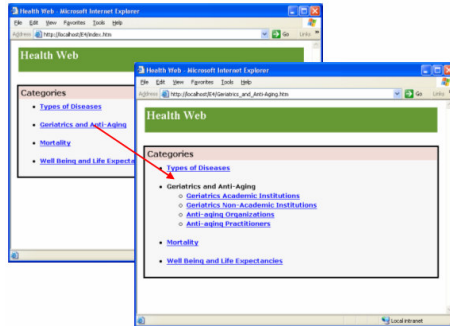 Health Web - Microsoft Internet Explorer
File Edit View Favorites Tools Help
Address http://localhost/EH/index.htm Go Links
Health Web
Categories
Types of Diseases
Geriatrics and Anti-Aging
Mortality
Well Being and Life Expecta
Health Web - Microsoft Internet Explorer
File Edit View Favorites Tools Help
Address http://localhost/EH/Geriatrics_and_Anti-Aging.htm Go Links
Health Web
Categories
Types of Diseases
Geriatrics and Anti-Aging
Geriatrics Academic Institutions
Geriatrics Non-Academic Institutions
Anti-aging Organizations
Anti-aging Practitioners
Mortality
Well Being and Life Expectancies
Local intranet